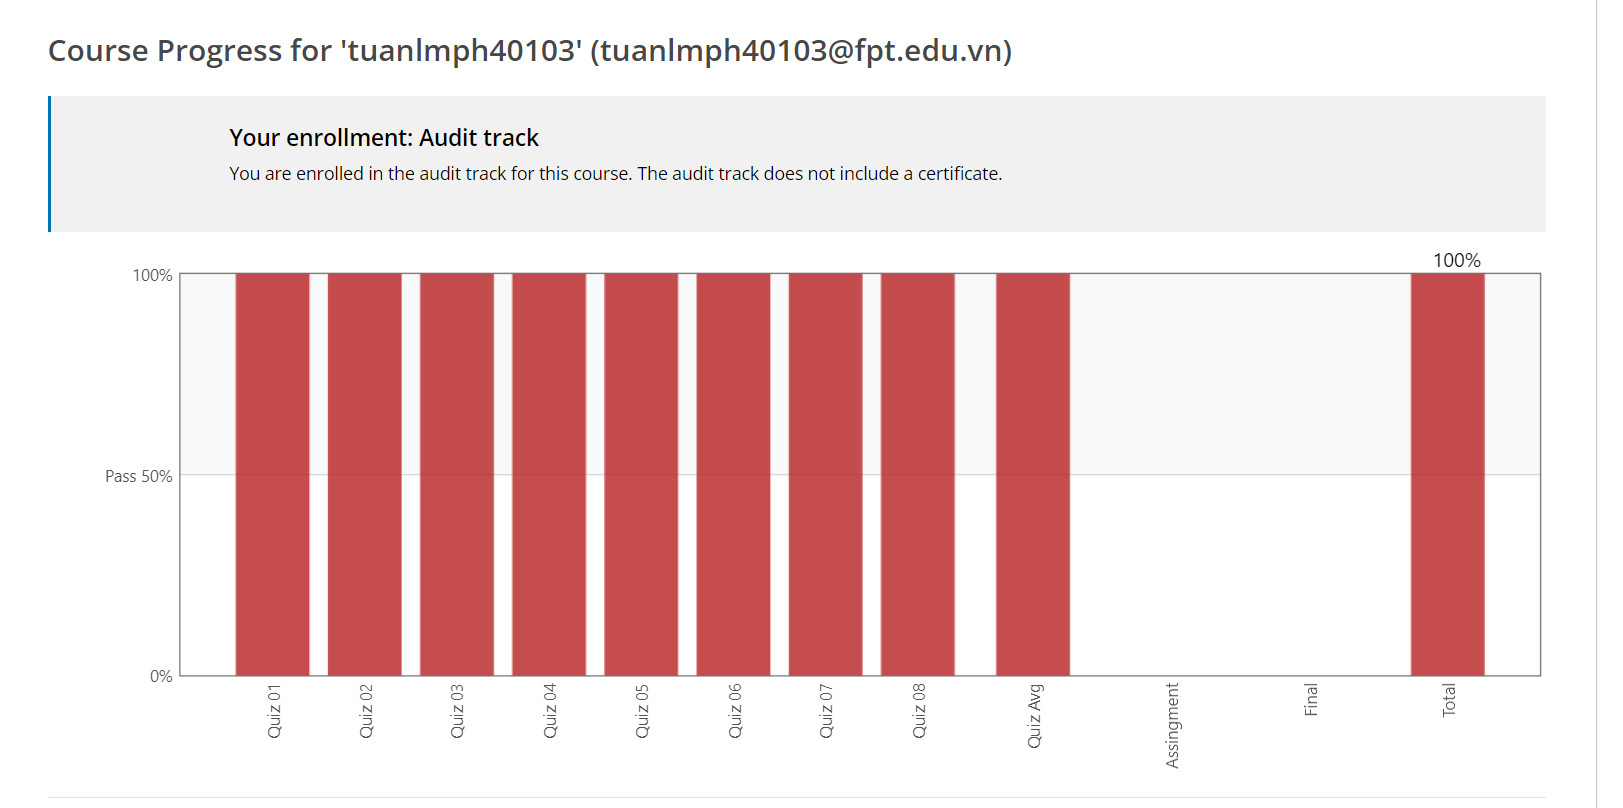 Course Progress for 'tuanlmph40103' (tuanlmph40103@fpt.edu.vn)
Your enrollment: Audit track
You are enrolled in the audit track for this course. The audit track does not include a certificate.
100%
100%
Pass 50%
0%
Quiz 01
Quiz 02
Quiz 03
Quiz 04
Quiz 05
Quiz 06
Quiz 07
Quiz 08
Quiz Avg
Assingment
Final
Total